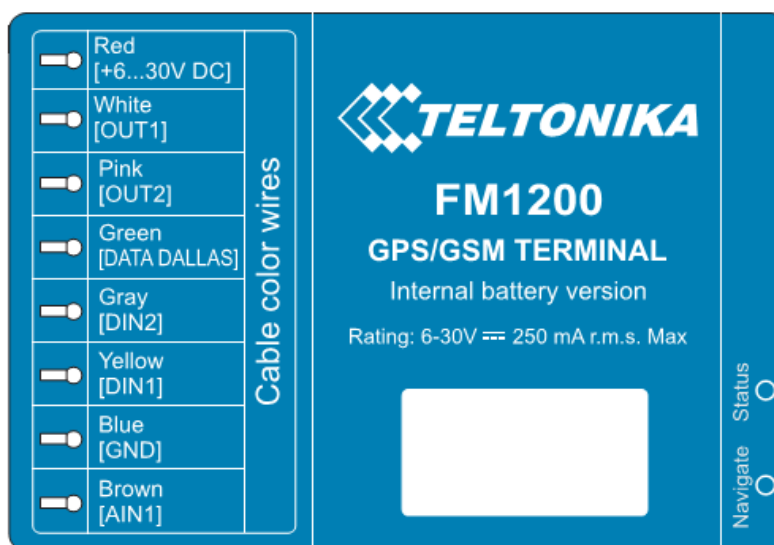 Red
[+6...30V DC]
White
[OUT1]
Pink
[OUT2]
Green
[DATA DALLAS]
Gray
[DIN2]
Yellow
[DIN1]
Blue
[GND]
Brown
[AIN1]
Cable color wires
TELTONIKA
FM1200
GPS/GSM TERMINAL
Internal battery version
Rating: 6-30V ⎓ 250 mA r.m.s. Max
Status
Navigate